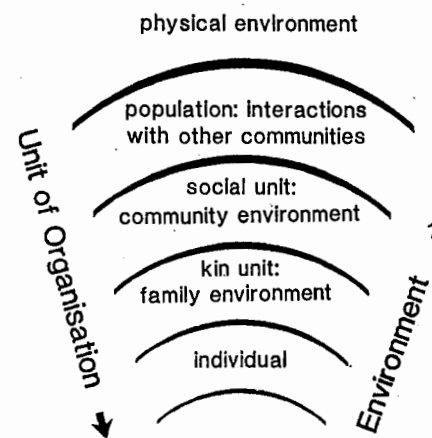 physical environment
population: interactions
with other communities
social unit:
community environment
kin unit:
family environment
individual
Unit of Organisation
Environment